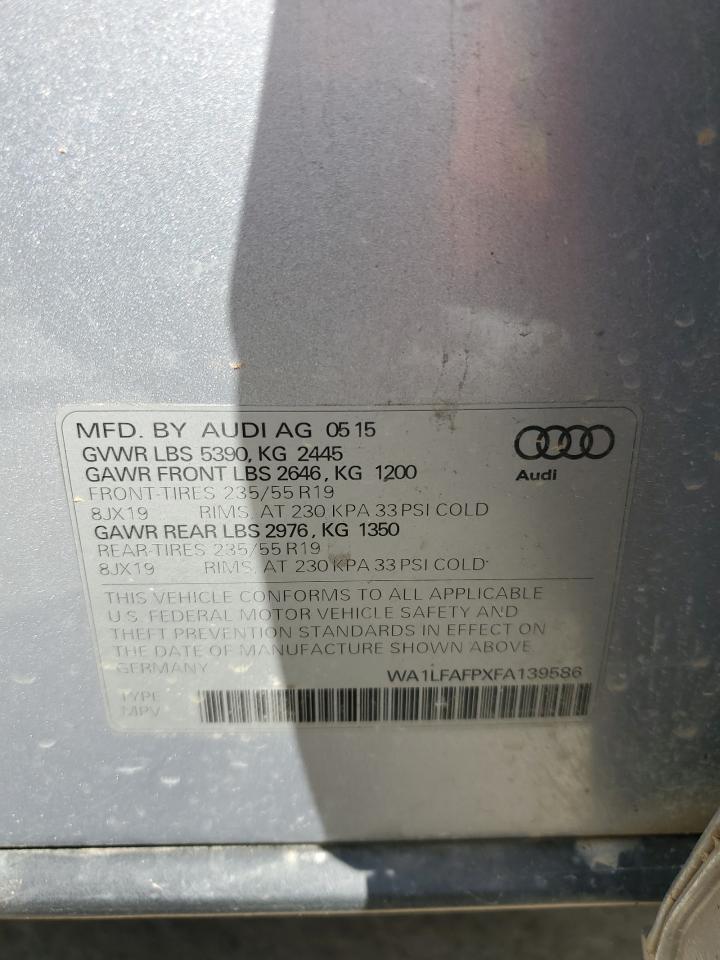 MFD. BY AUDI AG 05 15
GVWR LBS 5390, KG 2445
GAWR FRONT LBS 2646, KG 1200
Audi
FRONT-TIRES 235/55 R19
8JX19 RIMS, AT 230 KPA 33 PSI COLD
GAWR REAR LBS 2976, KG 1350
REAR-TIRES 235/55 R19
8JX19 RIMS, AT 230 KPA 33 PSI COLD
THIS VEHICLE CONFORMS TO ALL APPLICABLE
U.S. FEDERAL MOTOR VEHICLE SAFETY AND
THEFT PREVENTION STANDARDS IN EFFECT ON
THE DATE OF MANUFACTURE SHOWN ABOVE
GERMANY WA1LFAFPXFA139586
TYPE
MPV